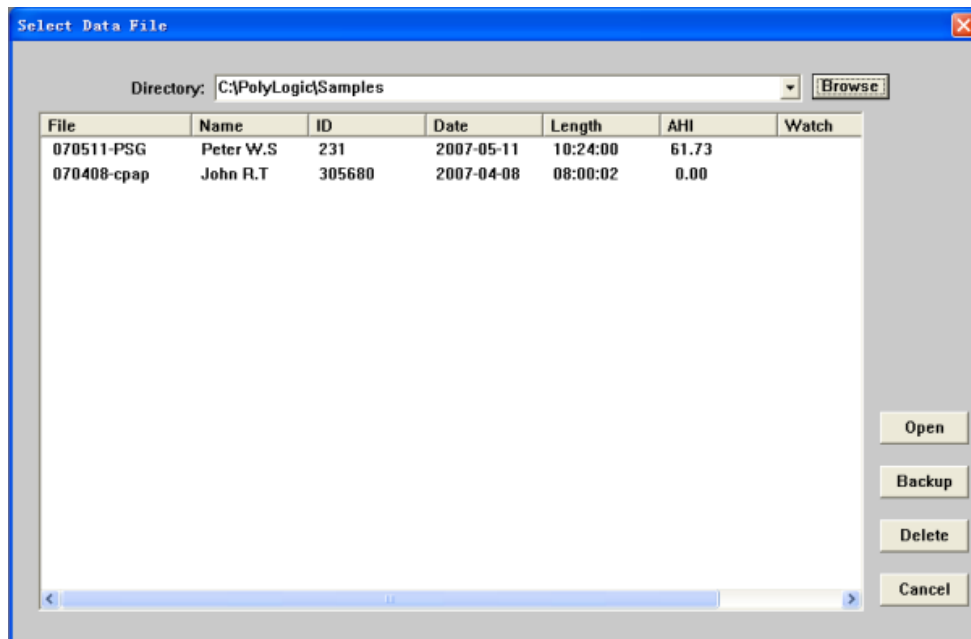 Select Data File
Directory: C:\PolyLogic\Samples Browse
File Name ID Date Length AHI Watch
070511-PSG Peter W.S 231 2007-05-11 10:24:00 61.73
070408-cpap John R.T 305680 2007-04-08 08:00:02 0.00
Open
Backup
Delete
Cancel